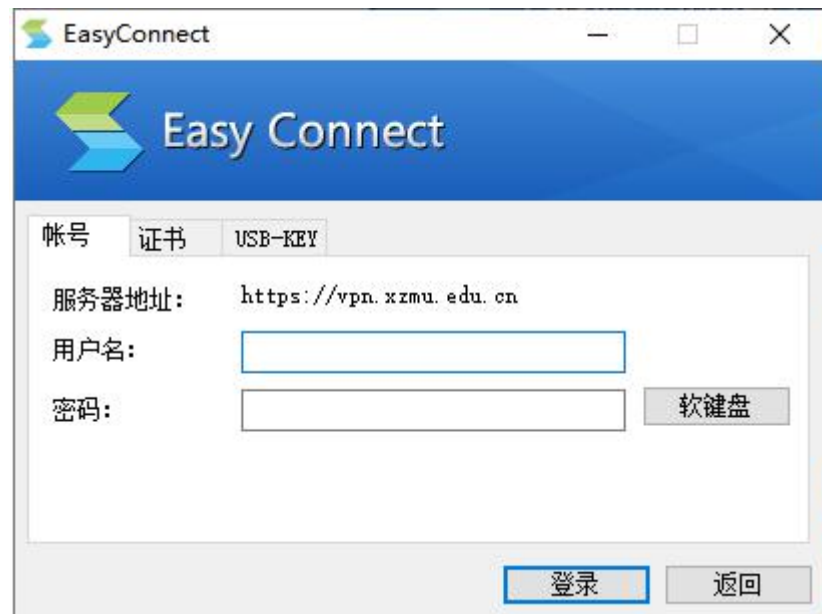 EasyConnect
Easy Connect
帐号 证书 USB-KEY
服务器地址: https://vpn.xzmu.edu.cn
用户名:
密码: 软键盘
登录 返回